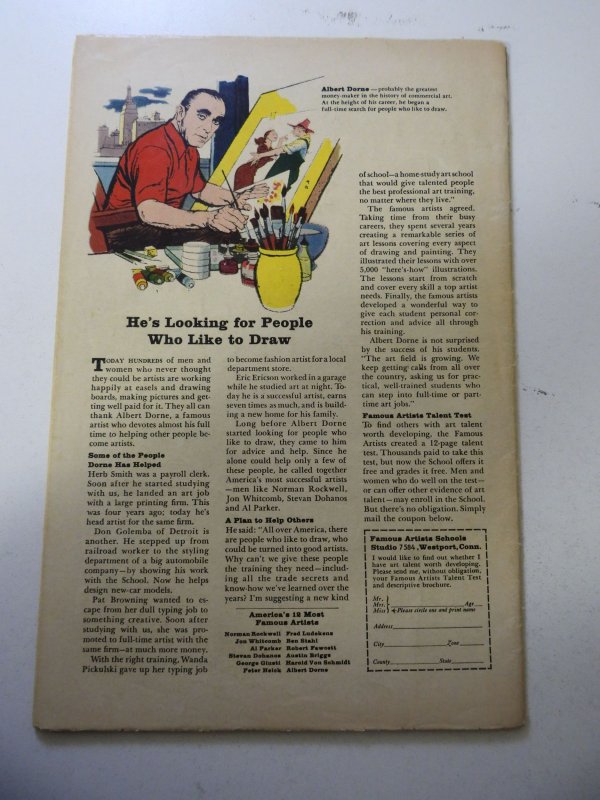 Albert Dorne — probably the greatest
money-maker in the history of commercial art.
At the height of his career, he began a
full-time search for people who like to draw.
He's Looking for People
Who Like to Draw
TODAY HUNDREDS of men and
women who never thought
they could be artists are working
happily at easels and drawing
boards, making pictures and get-
ting well paid for it. They all can
thank Albert Dorne, a famous
artist who devotes almost his full
time to helping other people be-
come artists.
Some of the People
Dorne Has Helped
Herb Smith was a payroll clerk.
Soon after he started studying
with us, he landed an art job
with a large printing firm. This
was four years ago; today he's
head artist for the same firm.
Don Golemba of Detroit is
another. He stepped up from
railroad worker to the styling
department of a big automobile
company—by showing his work
with the School. Now he helps
design new-car models.
Pat Browning wanted to es-
cape from her dull typing job to
something creative. Soon after
studying with us, she was pro-
moted to full-time artist with the
same firm—at much more money.
With the right training, Wanda
Pickulski gave up her typing job
to become fashion artist for a local
department store.
Eric Ericson worked in a garage
while he studied art at night. To-
day he is a successful artist, earns
seven times as much, and is build-
ing a new home for his family.
Long before Albert Dorne
started looking for people who
like to draw, they came to him
for advice and help. Since he
alone could help only a few of
these people, he called together
America's most successful artists
—men like Norman Rockwell,
Jon Whitcomb, Stevan Dohanos
and Al Parker.
A Plan to Help Others
He said: "All over America, there
are people who like to draw, who
could be turned into good artists.
Why can't we give these people
the training they need—includ-
ing all the trade secrets and
know-how we've learned over the
years? I'm suggesting a new kind
America's 12 Most
Famous Artists
Norman Rockwell Fred Ludekens
Jon Whitcomb Ben Stahl
Al Parker Robert Fawcett
Stevan Dohanos Austin Briggs
George Giusti Harold Von Schmidt
Peter Helck Albert Dorne
of school—a home-study art school
that would give talented people
the best professional art training,
no matter where they live."
The famous artists agreed.
Taking time from their busy
careers, they spent several years
creating a remarkable series of
art lessons covering every aspect
of drawing and painting. They
illustrated their lessons with over
5,000 "here's-how" illustrations.
The lessons start from scratch
and cover every skill a top artist
needs. Finally, the famous artists
developed a wonderful way to
give each student personal cor-
rection and advice all through
his training.
Albert Dorne is not surprised
by the success of his students.
"The art field is growing. We
keep getting calls from all over
the country, asking us for prac-
tical, well-trained students who
can step into full-time or part-
time art jobs."
Famous Artists Talent Test
To find others with art talent
worth developing, the Famous
Artists created a 12-page talent
test. Thousands paid to take this
test, but now the School offers it
free and grades it free. Men and
women who do well on the test—
or can offer other evidence of art
talent—may enroll in the School.
But there's no obligation. Simply
mail the coupon below.
Famous Artists Schools
Studio 7584, Westport, Conn.
I would like to find out whether I
have art talent worth developing.
Please send me, without obligation,
your Famous Artists Talent Test
and descriptive brochure.
Mr.
Mrs. Age
Miss Please circle one and print name
Address
City Zone
County State